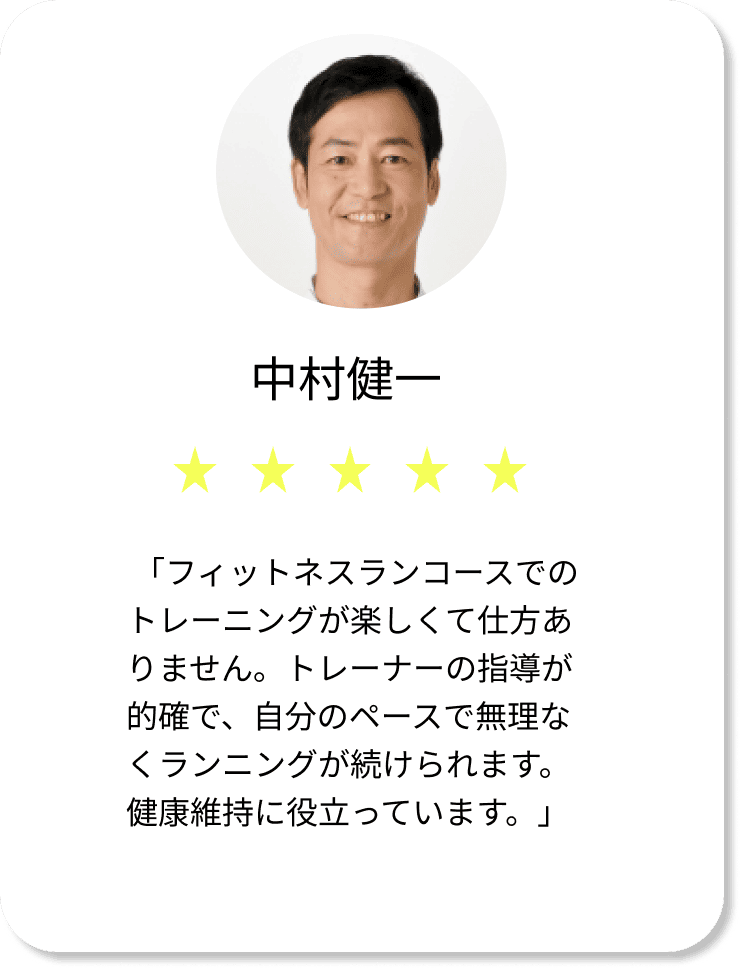 中村健一
★ ★ ★ ★ ★
「フィットネスランコースでの
トレーニングが楽しくて仕方あ
りません。トレーナーの指導が
的確で、自分のペースで無理な
くランニングが続けられます。
健康維持に役立っています。」